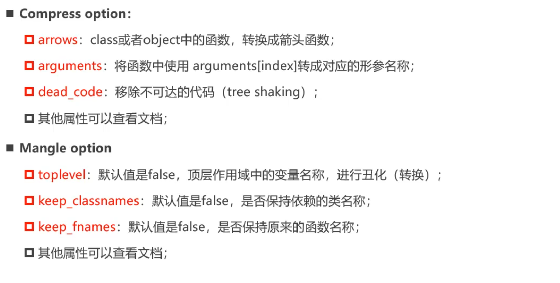 Compress option：
arrows：class或者object中的函数，转换成箭头函数；
arguments：将函数中使用 arguments[index]转成对应的形参名称；
dead_code：移除不可达的代码（tree shaking）；
其他属性可以查看文档；
Mangle option
toplevel：默认值是false，顶层作用域中的变量名称，进行丑化（转换）；
keep_classnames：默认值是false，是否保持依赖的类名称；
keep_fnames：默认值是false，是否保持原来的函数名称；
其他属性可以查看文档；